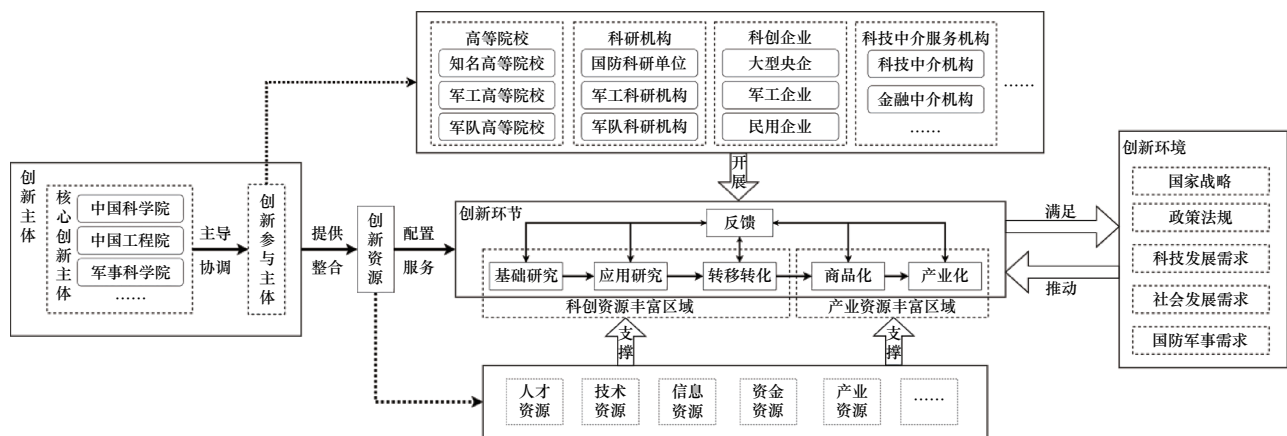 高等院校
知名高等院校
军工高等院校
军队高等院校
科研机构
国防科研单位
军工科研机构
军队科研机构
科创企业
大型央企
军工企业
民用企业
科技中介服务机构
科技中介机构
金融中介机构
……
……
开展
创新主体
核心创新主体
中国科学院
中国工程院
军事科学院
……
主导
协调
创新参与主体
提供
整合
创新资源
配置
服务
创新环节
反馈
基础研究
应用研究
转移转化
商品化
产业化
科创资源丰富区域
产业资源丰富区域
满足
推动
创新环境
国家战略
政策法规
科技发展需求
社会发展需求
国防军事需求
支撑
支撑
人才
资源
技术
资源
信息
资源
资金
资源
产业
资源
……